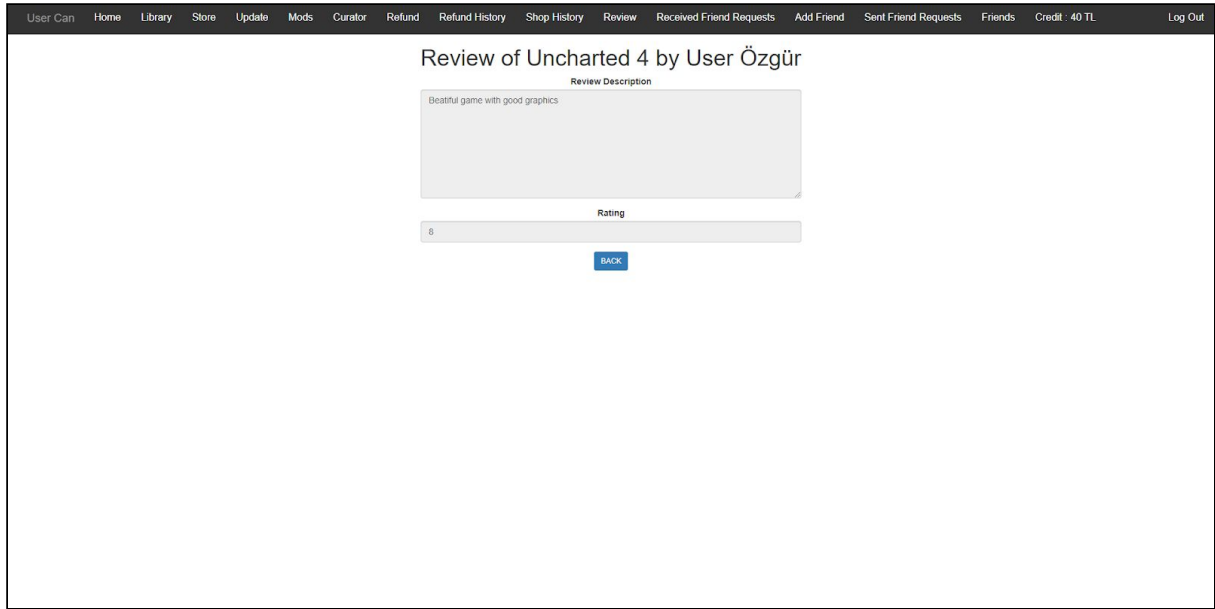 User Can Home Library Store Update Mods Curator Refund Refund History Shop History Review Received Friend Requests Add Friend Sent Friend Requests Friends Credit : 40 TL Log Out
Review of Uncharted 4 by User Özgür
Review Description
Beatiful game with good graphics
Rating
8
BACK